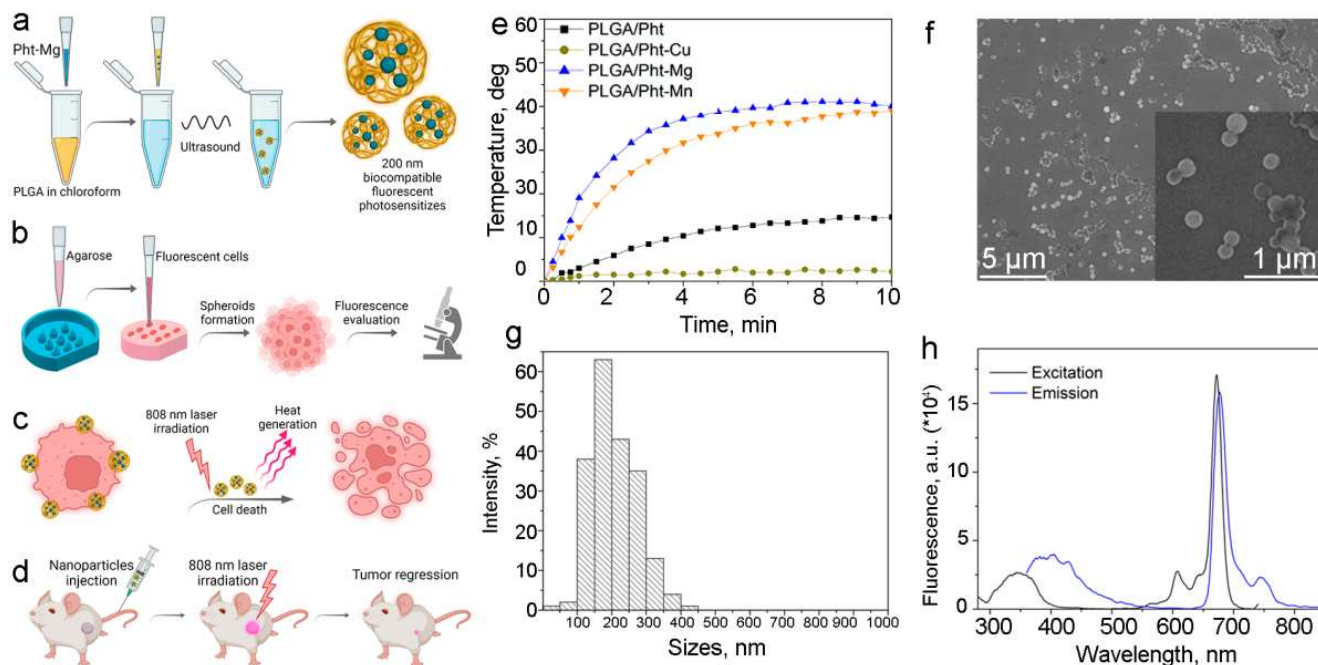 a
Pht-Mg
Ultrasound
PLGA in chloroform
200 nm
biocompatible
fluorescent
photosensitizes
b
Agarose
Fluorescent cells
Spheroids
formation
Fluorescence
evaluation
c
808 nm laser
irradiation
Heat
generation
Cell death
d
Nanoparticles
injection
808 nm laser
irradiation
Tumor regression
e
PLGA/Pht
PLGA/Pht-Cu
PLGA/Pht-Mg
PLGA/Pht-Mn
Temperature, deg
60
50
40
30
20
10
0
0 2 4 6 8 10
Time, min
f
5 µm
1 µm
g
Intensity, %
60
50
40
30
20
10
0
100 200 300 400 500 600 700 800 900 1000
Sizes, nm
h
Excitation
Emission
Fluorescence, a.u. (*10⁴)
15
10
5
0
300 400 500 600 700 800
Wavelength, nm